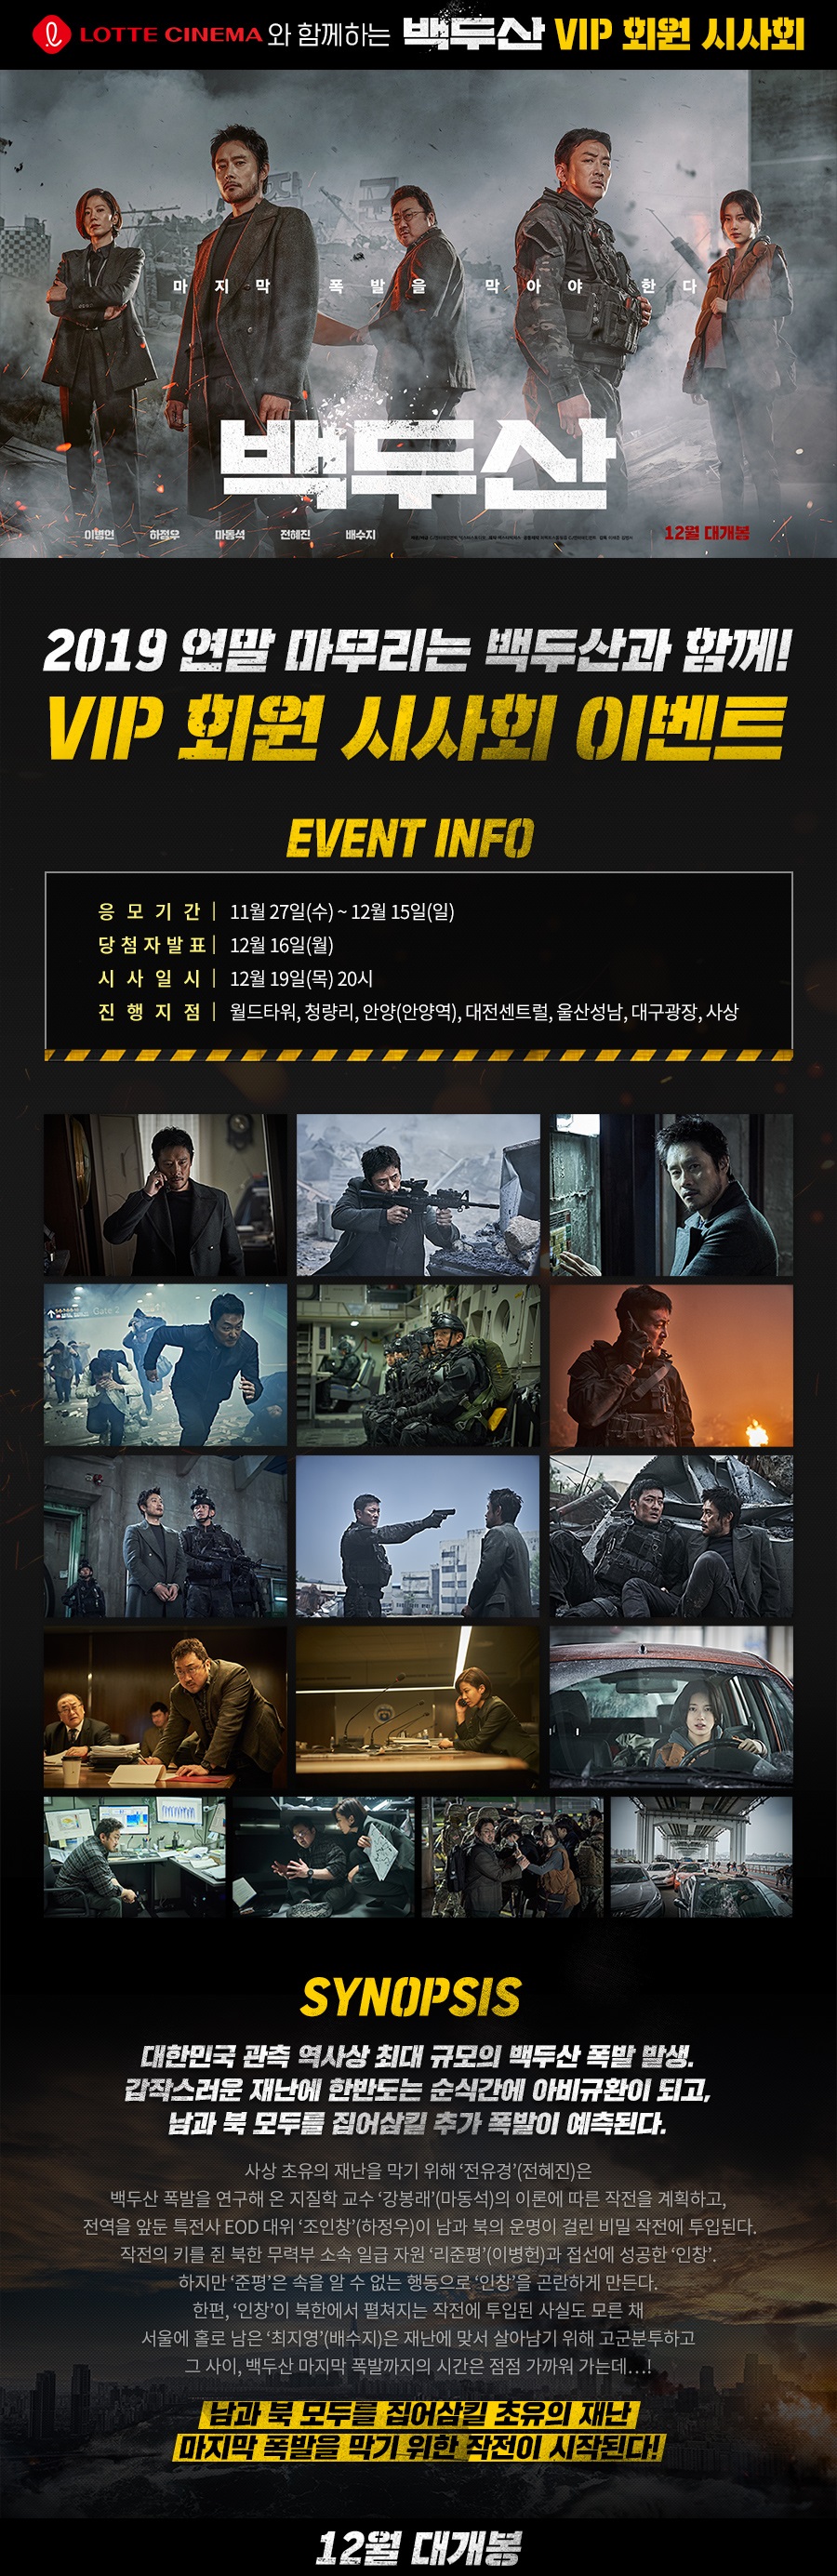 LOTTE CINEMA 와 함께하는 백두산 VIP 회원 시사회
마지막 폭발을 막아야 한다
백두산
이병헌 하정우 마동석 전혜진 배수지
12월 대개봉
2019 연말 마무리는 백두산과 함께!
VIP 회원 시사회 이벤트
EVENT INFO
응모기간 | 11월 27일(수) ~ 12월 15일(일)
당첨자발표 | 12월 16일(월)
시사일시 | 12월 19일(목) 20시
진행지점 | 월드타워, 청량리, 안양(안양역), 대전센트럴, 울산성남, 대구광장, 사상
Gate 2
SYNOPSIS
대한민국 관측 역사상 최대 규모의 백두산 폭발 발생.
갑작스러운 재난에 한반도는 순식간에 아비규환이 되고,
남과 북 모두를 집어삼킬 추가 폭발이 예측된다.
사상 초유의 재난을 막기 위해 ‘전유경’(전혜진)은
백두산 폭발을 연구해 온 지질학 교수 ‘강봉래’(마동석)의 이론에 따른 작전을 계획하고,
전역을 앞둔 특전사 EOD 대위 ‘조인창’(하정우)이 남과 북의 운명이 걸린 비밀 작전에 투입된다.
작전의 키를 쥔 북한 무력부 소속 일급 자원 ‘리준평’(이병헌)과 접선에 성공한 ‘인창’.
하지만 ‘준평’은 속을 알 수 없는 행동으로 ‘인창’을 곤란하게 만든다.
한편, ‘인창’이 북한에서 펼쳐지는 작전에 투입된 사실도 모른 채
서울에 홀로 남은 ‘최지영’(배수지)은 재난에 맞서 살아남기 위해 고군분투하고
그 사이, 백두산 마지막 폭발까지의 시간은 점점 가까워 가는데…!
남과 북 모두를 집어삼킬 초유의 재난
마지막 폭발을 막기 위한 작전이 시작된다!
12월 대개봉